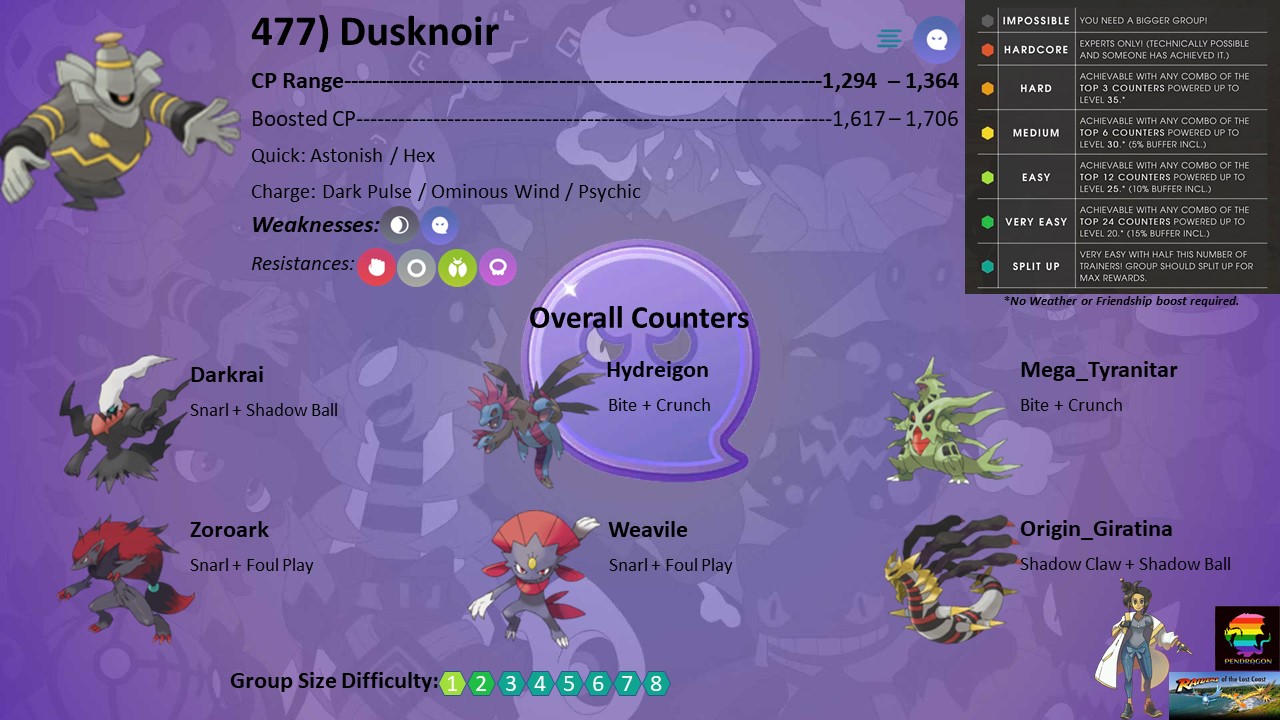 477) Dusknoir
CP Range--------------------------------------------------------------------1,294 – 1,364
Boosted CP--------------------------------------------------------------------1,617 – 1,706
Quick: Astonish / Hex
Charge: Dark Pulse / Ominous Wind / Psychic
Weaknesses:
Resistances:
IMPOSSIBLE YOU NEED A BIGGER GROUP!
HARDCORE EXPERTS ONLY! (TECHNICALLY POSSIBLE
AND SOMEONE HAS ACHIEVED IT.)
HARD ACHIEVABLE WITH ANY COMBO OF THE
TOP 3 COUNTERS POWERED UP TO
LEVEL 35.*
MEDIUM ACHIEVABLE WITH ANY COMBO OF THE
TOP 6 COUNTERS POWERED UP TO
LEVEL 30.* (5% BUFFER INCL.)
EASY ACHIEVABLE WITH ANY COMBO OF THE
TOP 12 COUNTERS POWERED UP TO
LEVEL 25.* (10% BUFFER INCL.)
VERY EASY ACHIEVABLE WITH ANY COMBO OF THE
TOP 24 COUNTERS POWERED UP TO
LEVEL 20.* (15% BUFFER INCL.)
SPLIT UP VERY EASY WITH HALF THIS NUMBER OF
TRAINERS! GROUP SHOULD SPLIT UP FOR
MAX REWARDS.
*No Weather or Friendship boost required.
Overall Counters
Darkrai
Snarl + Shadow Ball
Hydreigon
Bite + Crunch
Mega_Tyranitar
Bite + Crunch
Zoroark
Snarl + Foul Play
Weavile
Snarl + Foul Play
Origin_Giratina
Shadow Claw + Shadow Ball
Group Size Difficulty: 1 2 3 4 5 6 7 8
PENDRAGON
RAIDERS of the Lost Coast